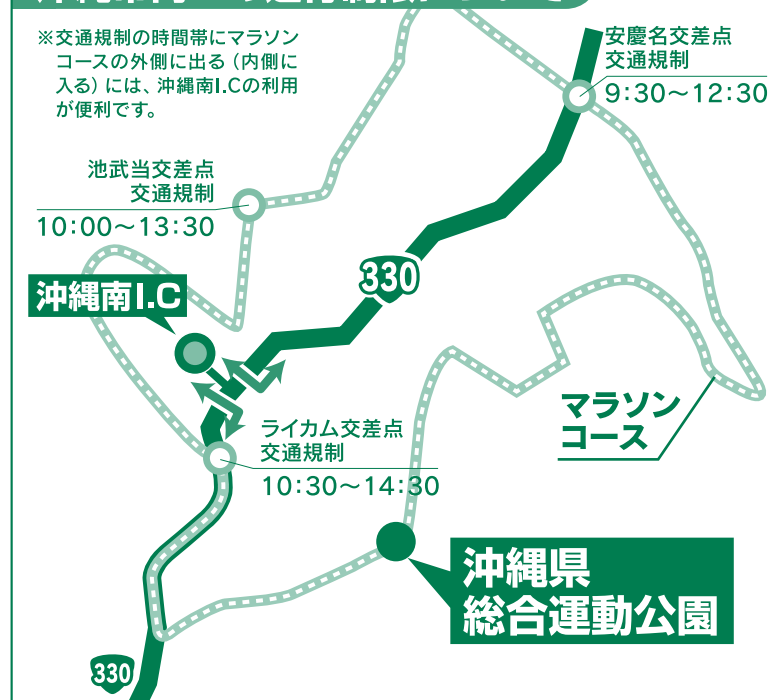 ※交通規制の時間帯にマラソン
コースの外側に出る（内側に
入る）には、沖縄南I.Cの利用
が便利です。
安慶名交差点
交通規制
9:30〜12:30
池武当交差点
交通規制
10:00〜13:30
沖縄南I.C
330
マラソン
コース
ライカム交差点
交通規制
10:30〜14:30
沖縄県
総合運動公園
330